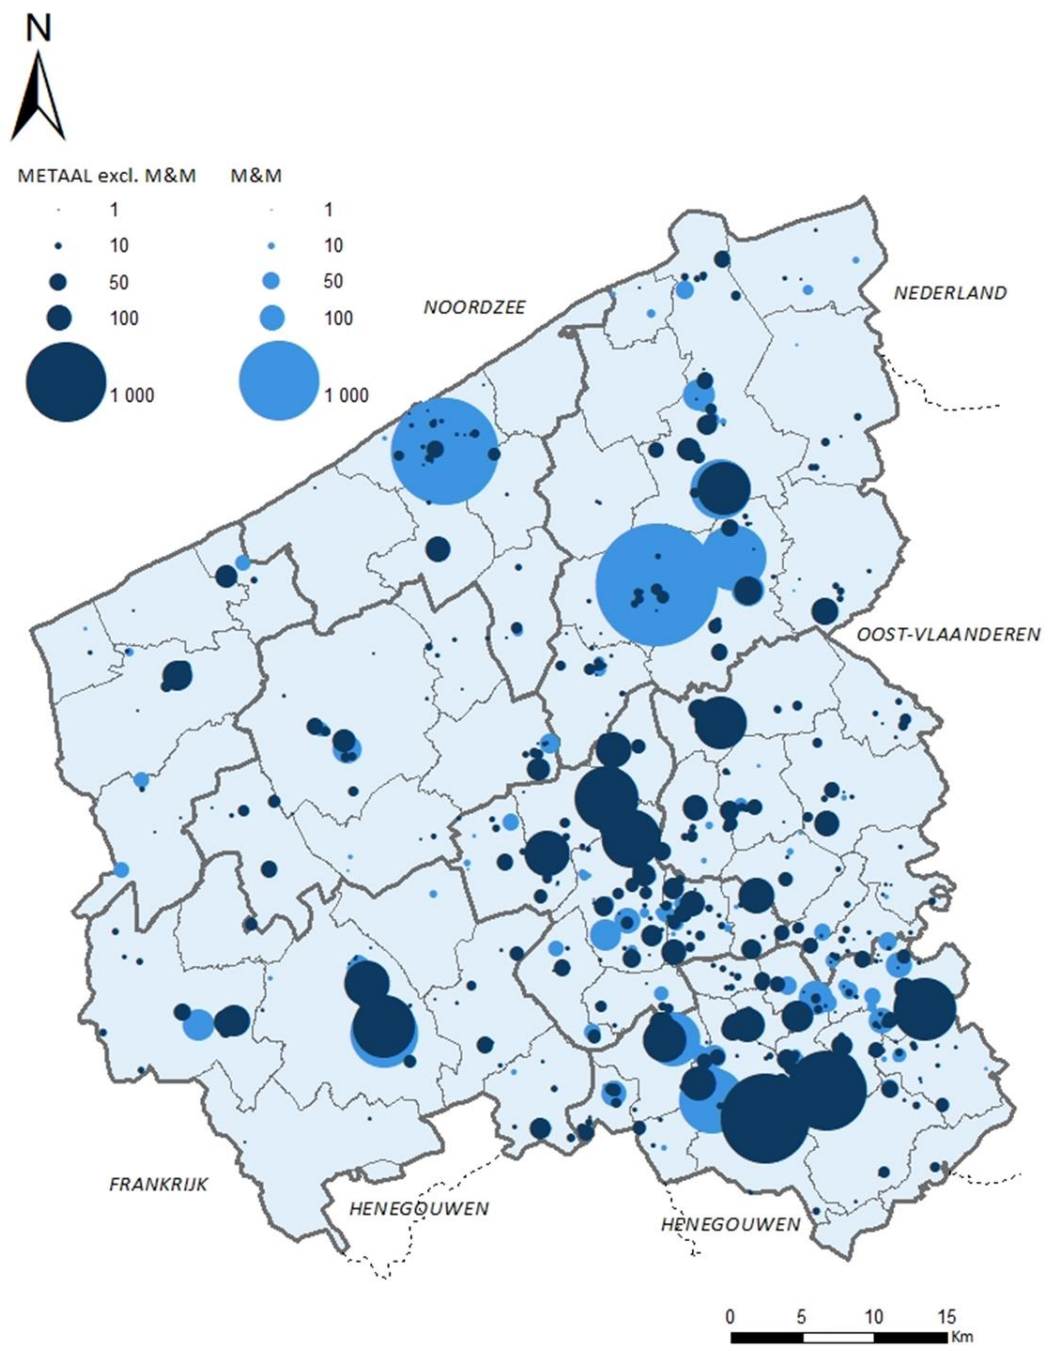 N
METAAL excl. M&M M&M
1 1
10 10
50 50
100 100
1 000 1 000
NOORDZEE
NEDERLAND
OOST-VLAANDEREN
FRANKRIJK
HENEGOUWEN
HENEGOUWEN
0 5 10 15
Km